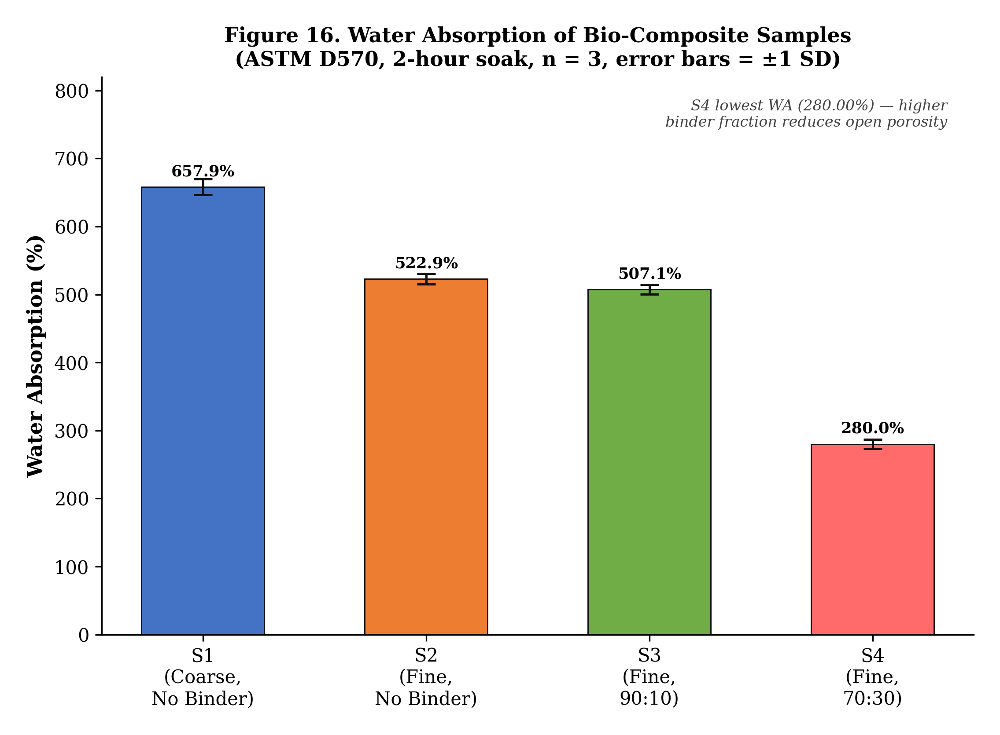 Figure 16. Water Absorption of Bio-Composite Samples
(ASTM D570, 2-hour soak, n = 3, error bars = ±1 SD)
S4 lowest WA (280.00%) — higher
binder fraction reduces open porosity
Water Absorption (%)
800
700
600
500
400
300
200
100
0
657.9%
522.9%
507.1%
280.0%
S1
(Coarse,
No Binder)
S2
(Fine,
No Binder)
S3
(Fine,
90:10)
S4
(Fine,
70:30)